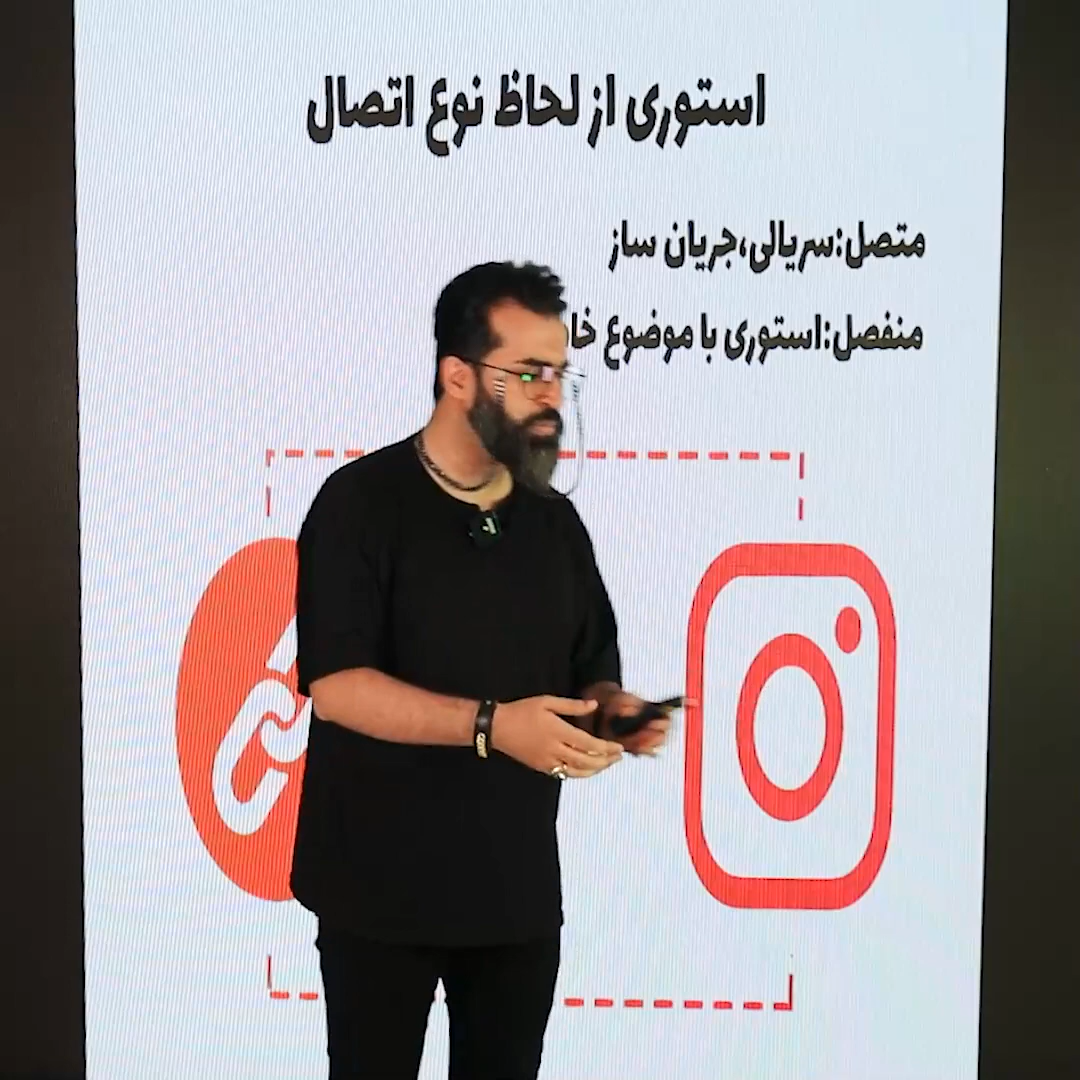 استوری از لحاظ نوع اتصال
متصل:سریالی،جریان ساز
منفصل:استوری با موضوع